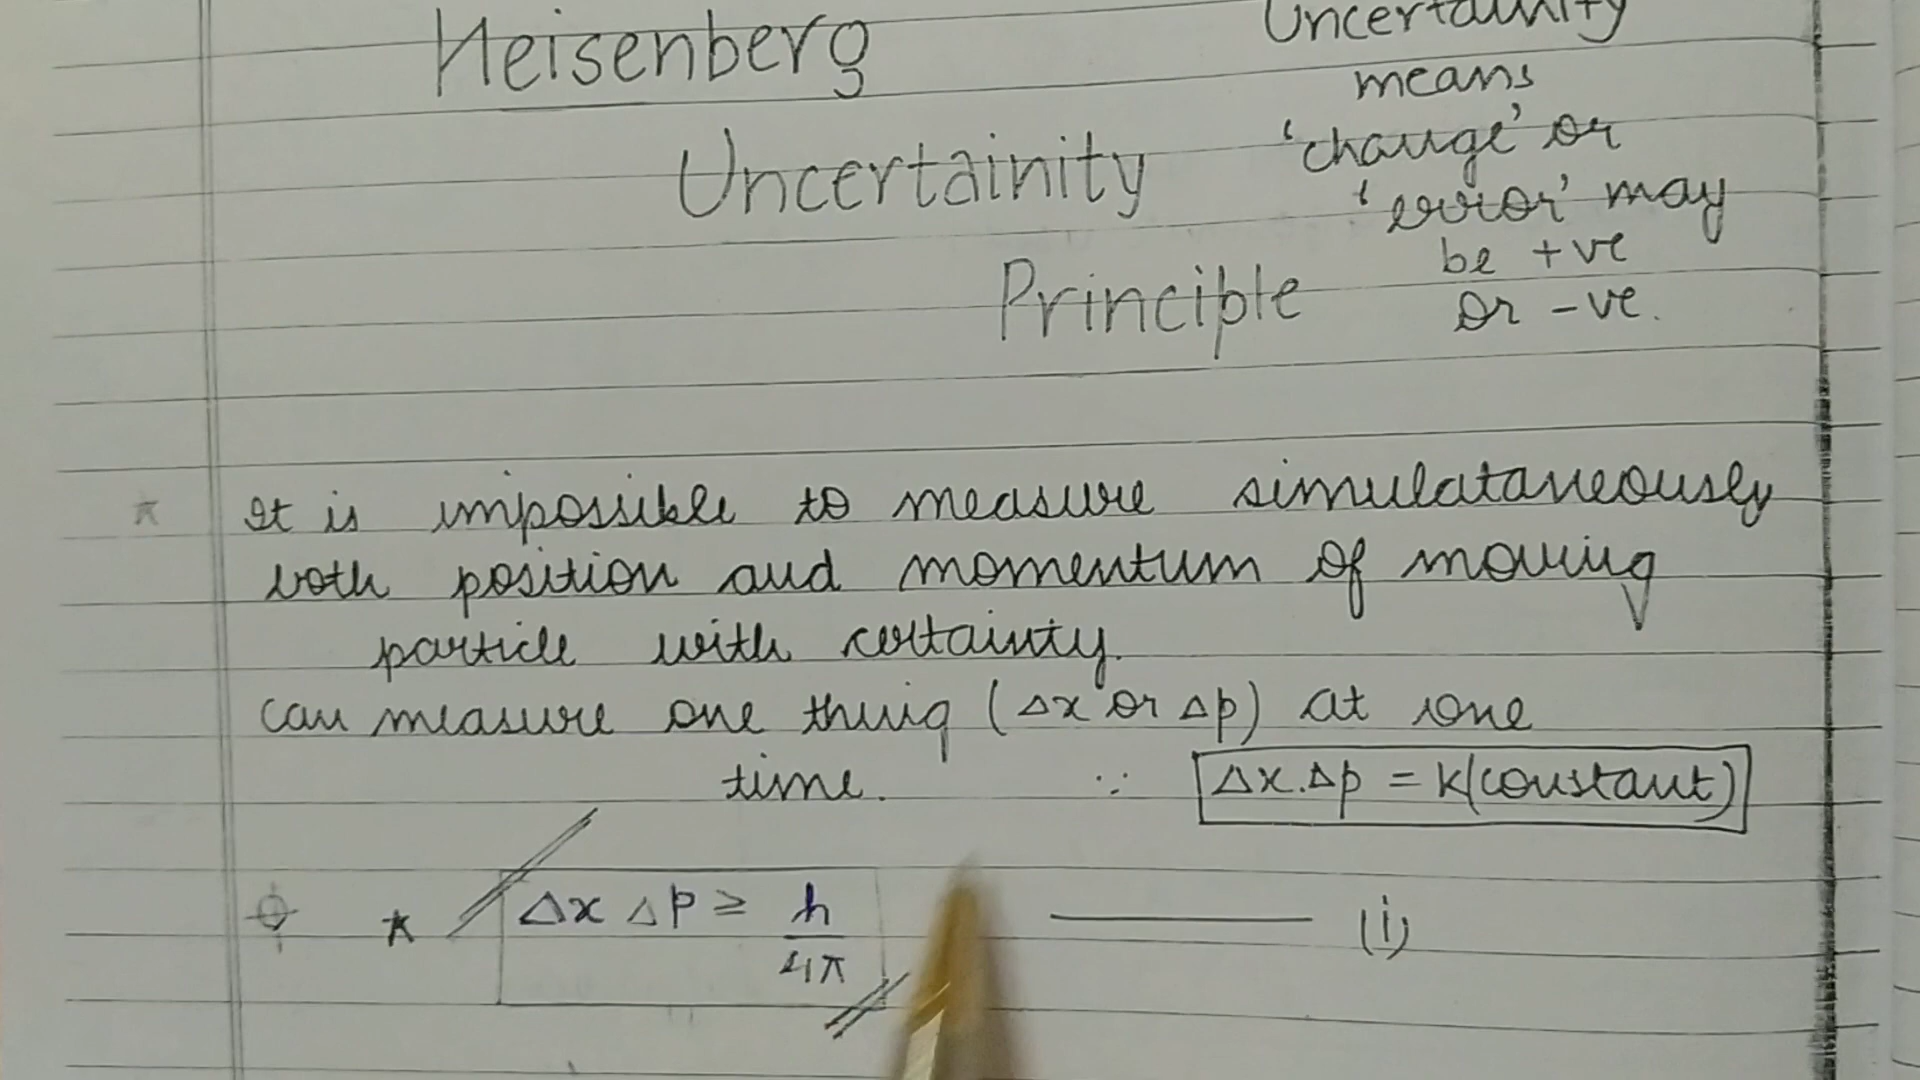 Heisenberg
Uncertainity
Principle
Uncertainity
means
'change' or
'error' may
be +ve
or -ve.
* It is impossible to measure simulataneously
both position and momentum of moving
particle with certainty.
can measure one thing (Δx or Δp) at one
time. ∵ Δx.Δp = k(constant)
* Δx Δp ≥ h/4π ——— (i)